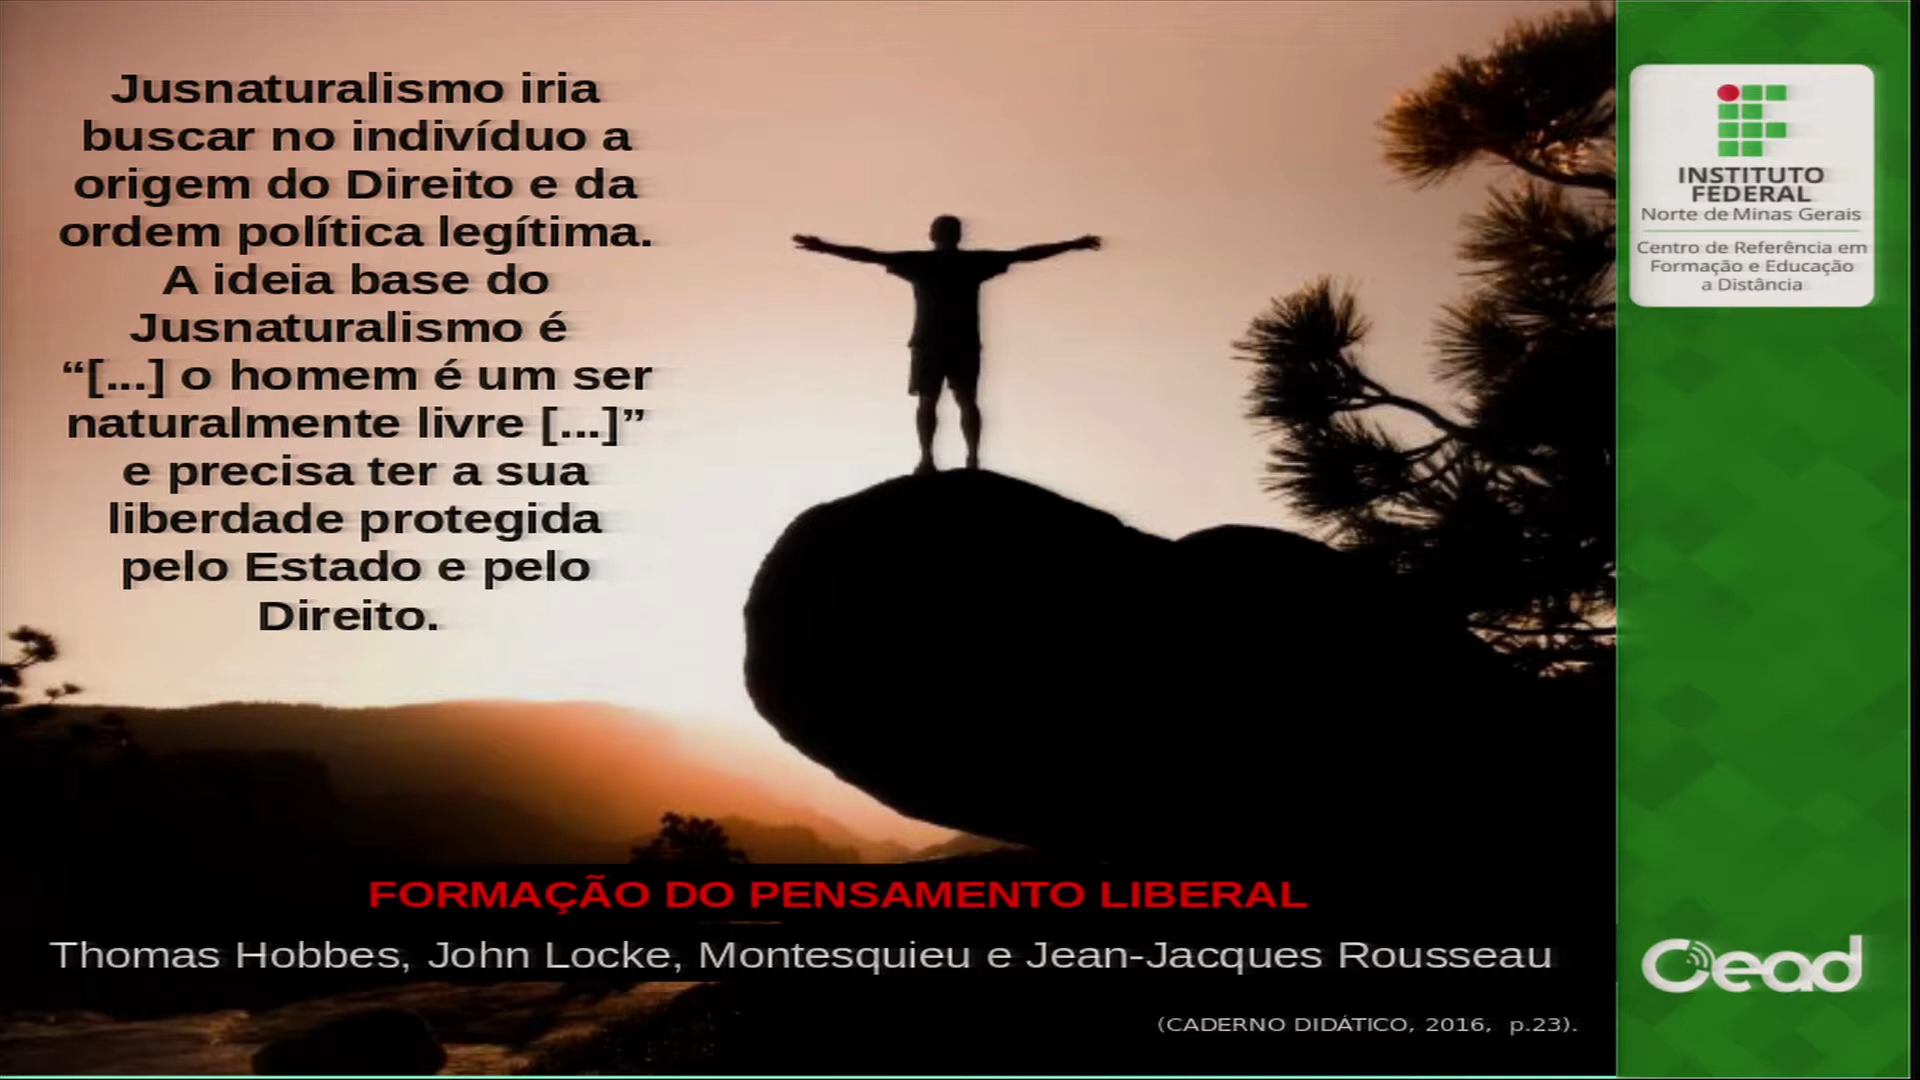 Jusnaturalismo iria
buscar no indivíduo a
origem do Direito e da
ordem política legítima.
A ideia base do
Jusnaturalismo é
“[...] o homem é um ser
naturalmente livre [...]”
e precisa ter a sua
liberdade protegida
pelo Estado e pelo
Direito.
FORMAÇÃO DO PENSAMENTO LIBERAL
Thomas Hobbes, John Locke, Montesquieu e Jean-Jacques Rousseau
(CADERNO DIDÁTICO, 2016, p.23).
INSTITUTO
FEDERAL
Norte de Minas Gerais
Centro de Referência em
Formação e Educação
a Distância
Cead